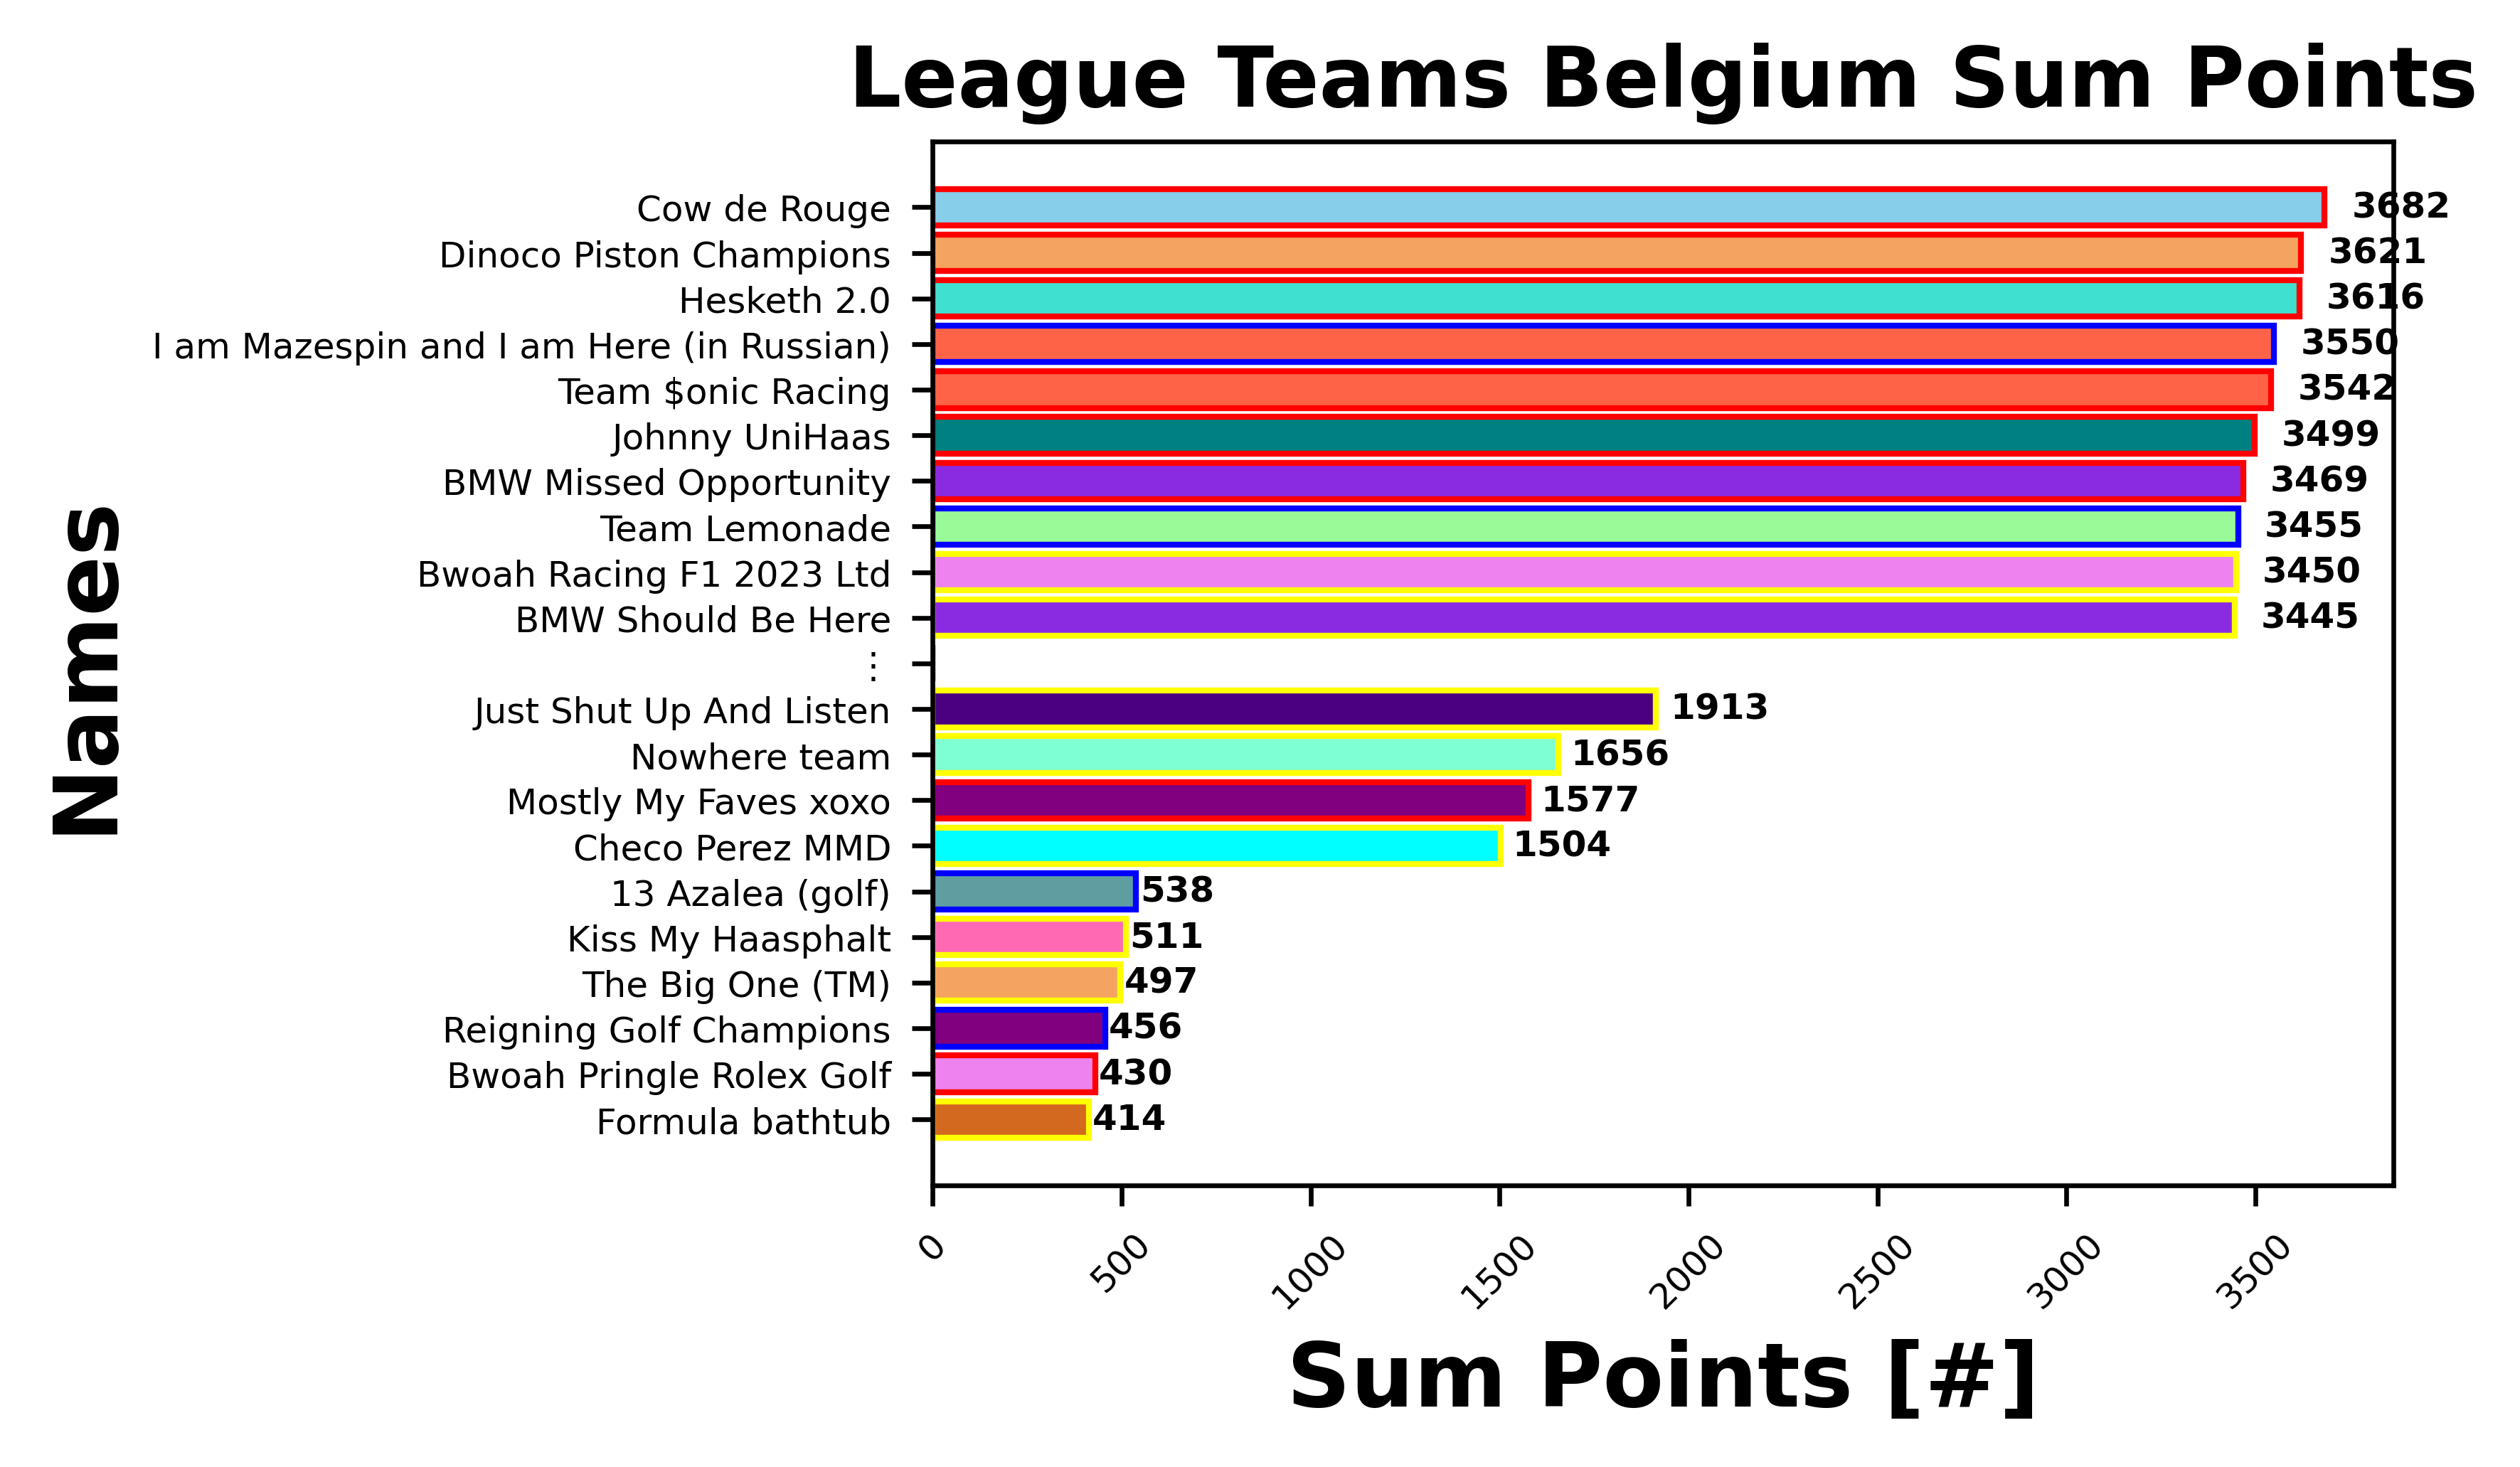 League Teams Belgium Sum Points
Names
Cow de Rouge 3682
Dinoco Piston Champions 3621
Hesketh 2.0 3616
I am Mazespin and I am Here (in Russian) 3550
Team $onic Racing 3542
Johnny UniHaas 3499
BMW Missed Opportunity 3469
Team Lemonade 3455
Bwoah Racing F1 2023 Ltd 3450
BMW Should Be Here 3445
⋮
Just Shut Up And Listen 1913
Nowhere team 1656
Mostly My Faves xoxo 1577
Checo Perez MMD 1504
13 Azalea (golf) 538
Kiss My Haasphalt 511
The Big One (TM) 497
Reigning Golf Champions 456
Bwoah Pringle Rolex Golf 430
Formula bathtub 414
0 500 1000 1500 2000 2500 3000 3500
Sum Points [#]